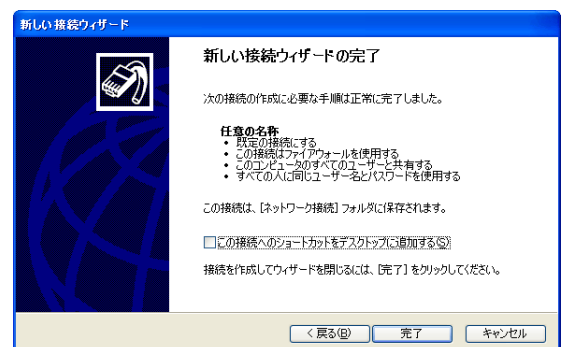 新しい接続ウィザード
新しい接続ウィザードの完了
次の接続の作成に必要な手順は正常に完了しました。
任意の名称
• 既定の接続にする
• この接続はファイアウォールを使用する
• このコンピュータのすべてのユーザーと共有する
• すべての人に同じユーザー名とパスワードを使用する
この接続は、[ネットワーク接続] フォルダに保存されます。
この接続へのショートカットをデスクトップに追加する(S)
接続を作成してウィザードを閉じるには、[完了] をクリックしてください。
< 戻る(B)
完了
キャンセル